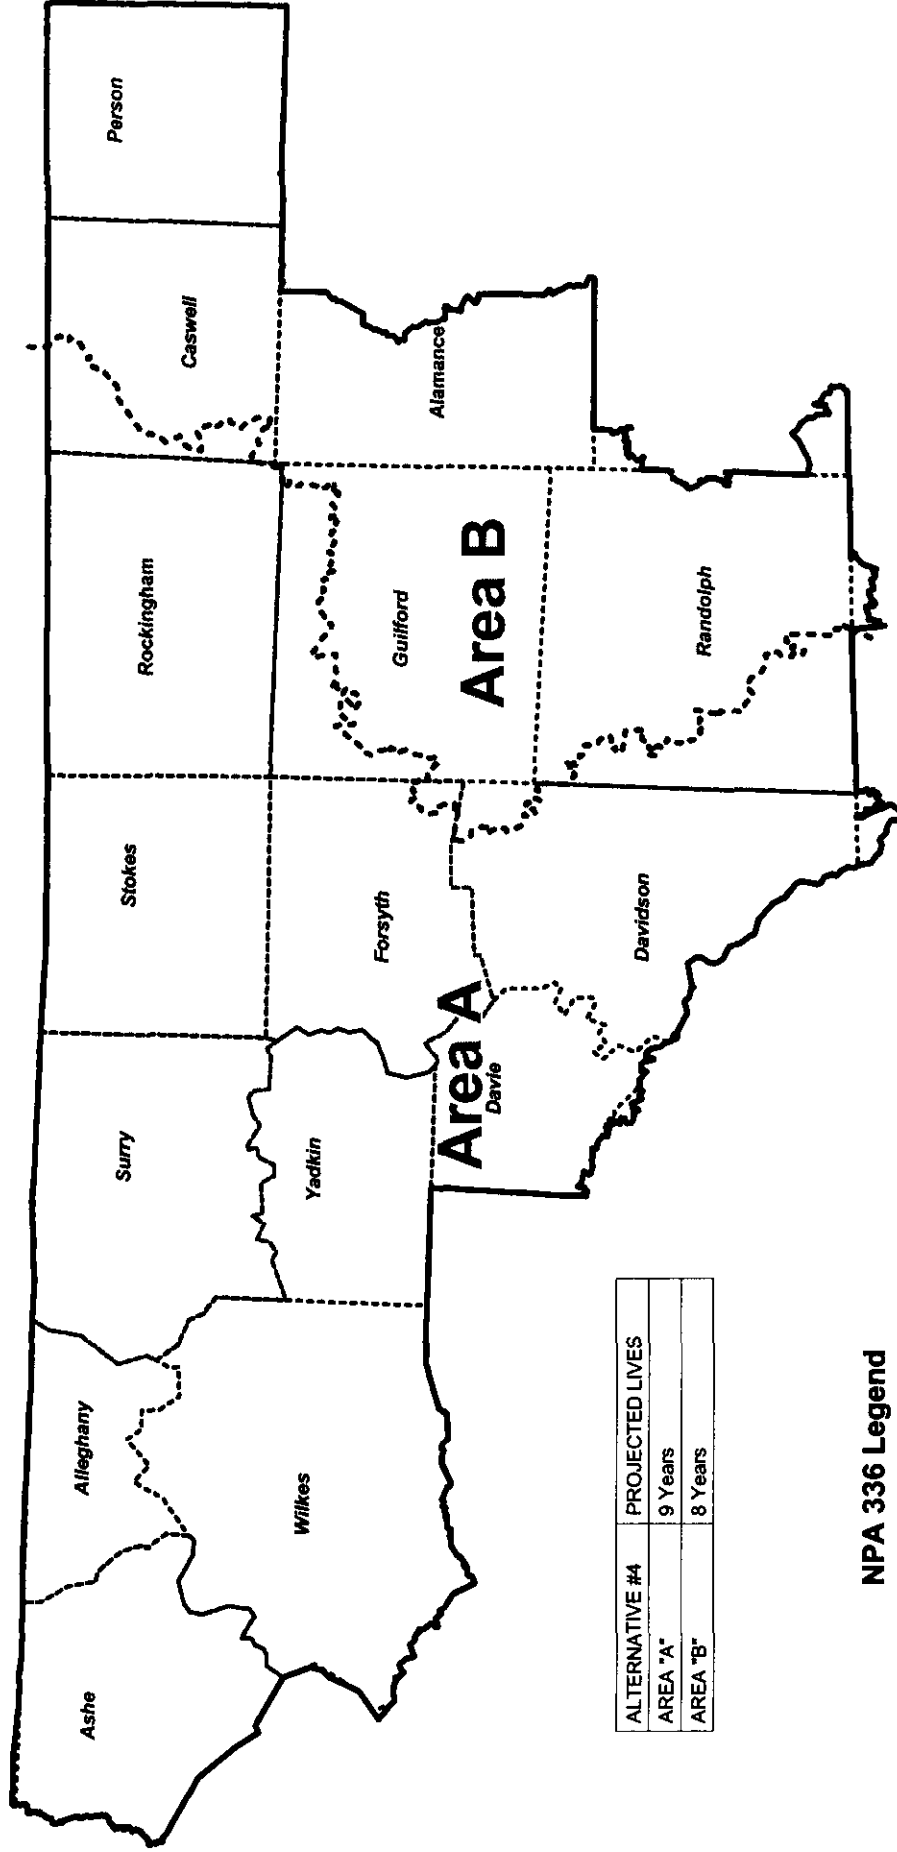 Ashe
Alleghany
Surry
Stokes
Rockingham
Caswell
Person
Wilkes
Yadkin
Forsyth
Guilford
Alamance
Area A
Davie
Area B
Davidson
Randolph
ALTERNATIVE #4 PROJECTED LIVES
AREA "A" 9 Years
AREA "B" 8 Years
NPA 336 Legend